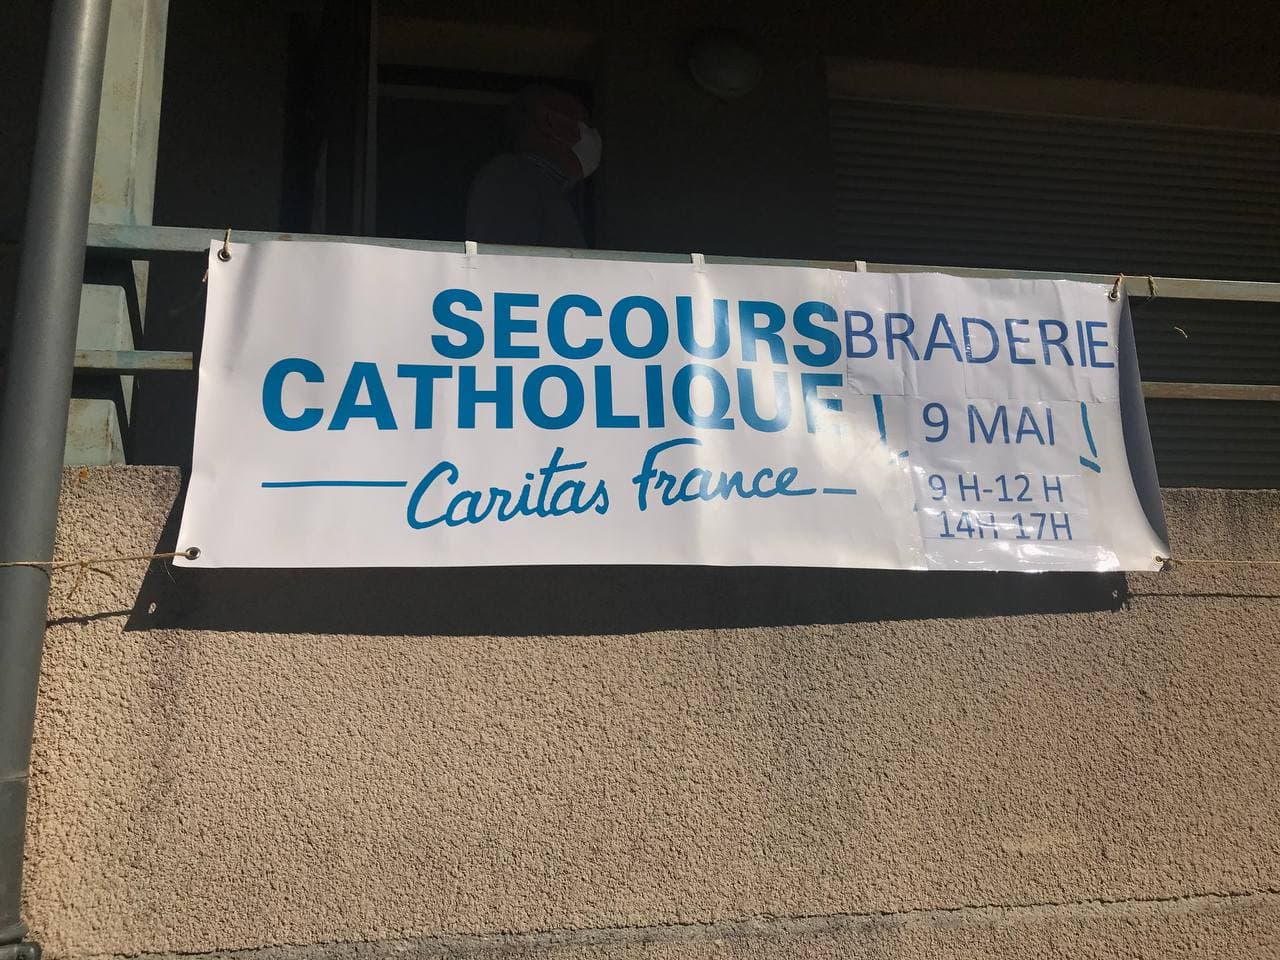 SECOURS
CATHOLIQUE
Caritas France
BRADERIE
9 MAI
9 H-12 H
14H-17H